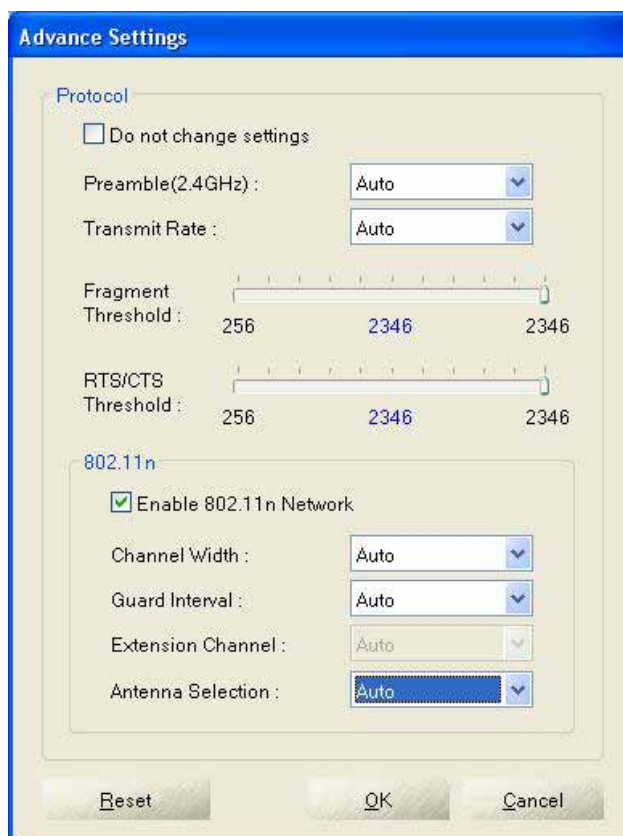 Advance Settings
Protocol
Do not change settings
Preamble(2.4GHz) : Auto
Transmit Rate : Auto
Fragment
Threshold :
256 2346 2346
RTS/CTS
Threshold :
256 2346 2346
802.11n
Enable 802.11n Network
Channel Width : Auto
Guard Interval : Auto
Extension Channel : Auto
Antenna Selection : Auto
Reset OK Cancel